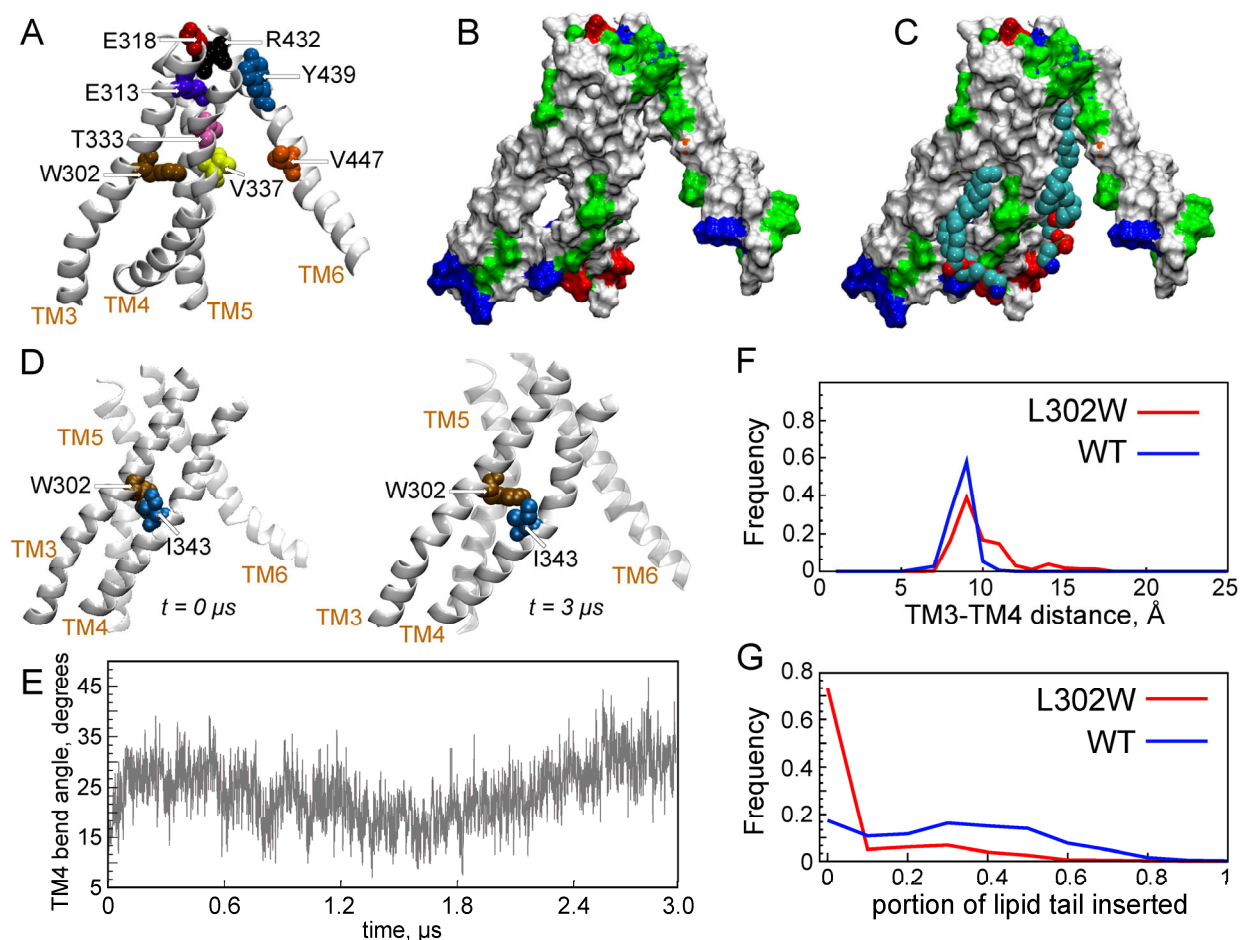 A
E318
R432
E313
Y439
T333
W302
V447
V337
TM3
TM4
TM5
TM6
B
C
D
TM5
W302
TM3
I343
TM6
TM4
t = 0 µs
TM5
W302
I343
TM3
TM4
TM6
t = 3 µs
E
TM4 bend angle, degrees
45
35
25
15
5
0
0.6
1.2
1.8
2.4
3.0
time, µs
F
Frequency
0.8
0.6
0.4
0.2
0
L302W
WT
0
5
10
15
20
25
TM3-TM4 distance, Å
G
Frequency
0.8
0.6
0.4
0.2
0
L302W
WT
0
0.2
0.4
0.6
0.8
1
portion of lipid tail inserted